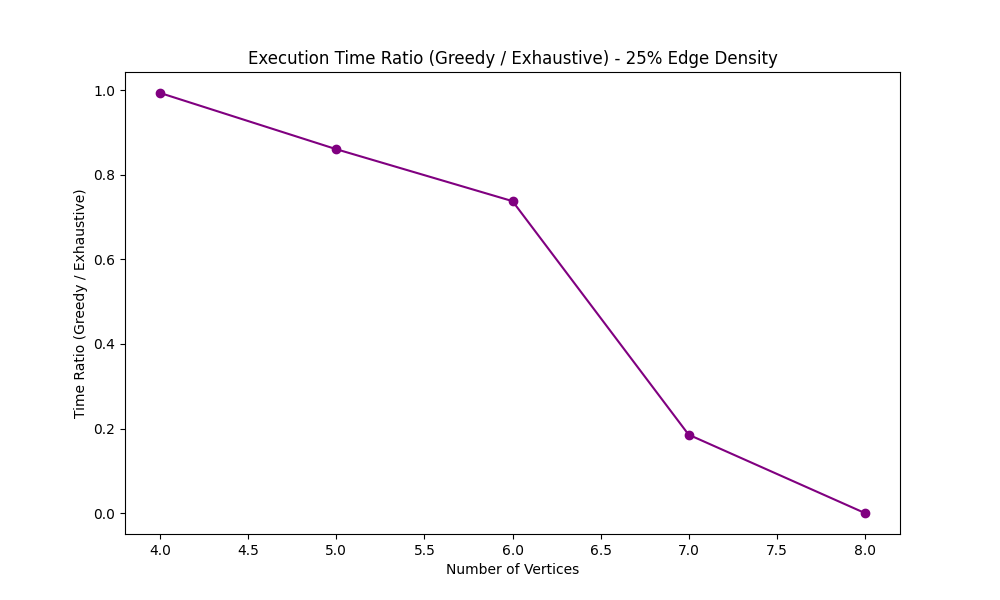 Execution Time Ratio (Greedy / Exhaustive) - 25% Edge Density
Time Ratio (Greedy / Exhaustive)
1.0
0.8
0.6
0.4
0.2
0.0
4.0 4.5 5.0 5.5 6.0 6.5 7.0 7.5 8.0
Number of Vertices